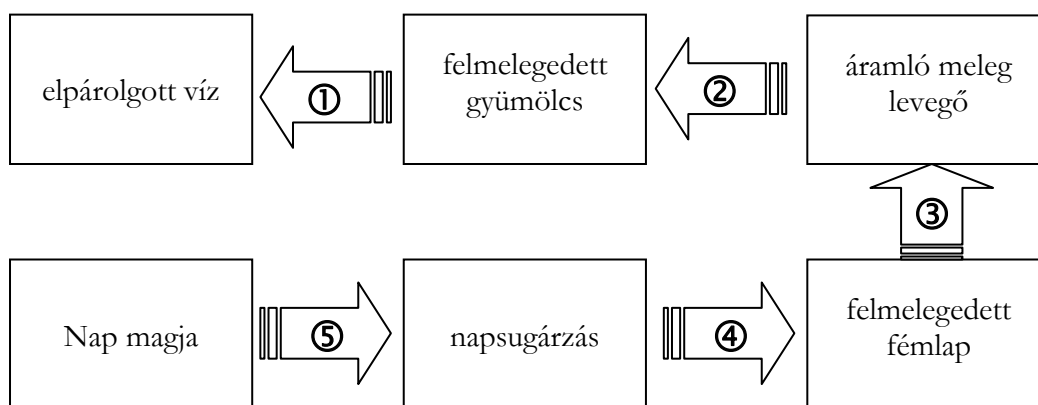 elpárolgott víz
①
felmelegedett
gyümölcs
②
áramló meleg
levegő
③
Nap magja
⑤
napsugárzás
④
felmelegedett
fémlap